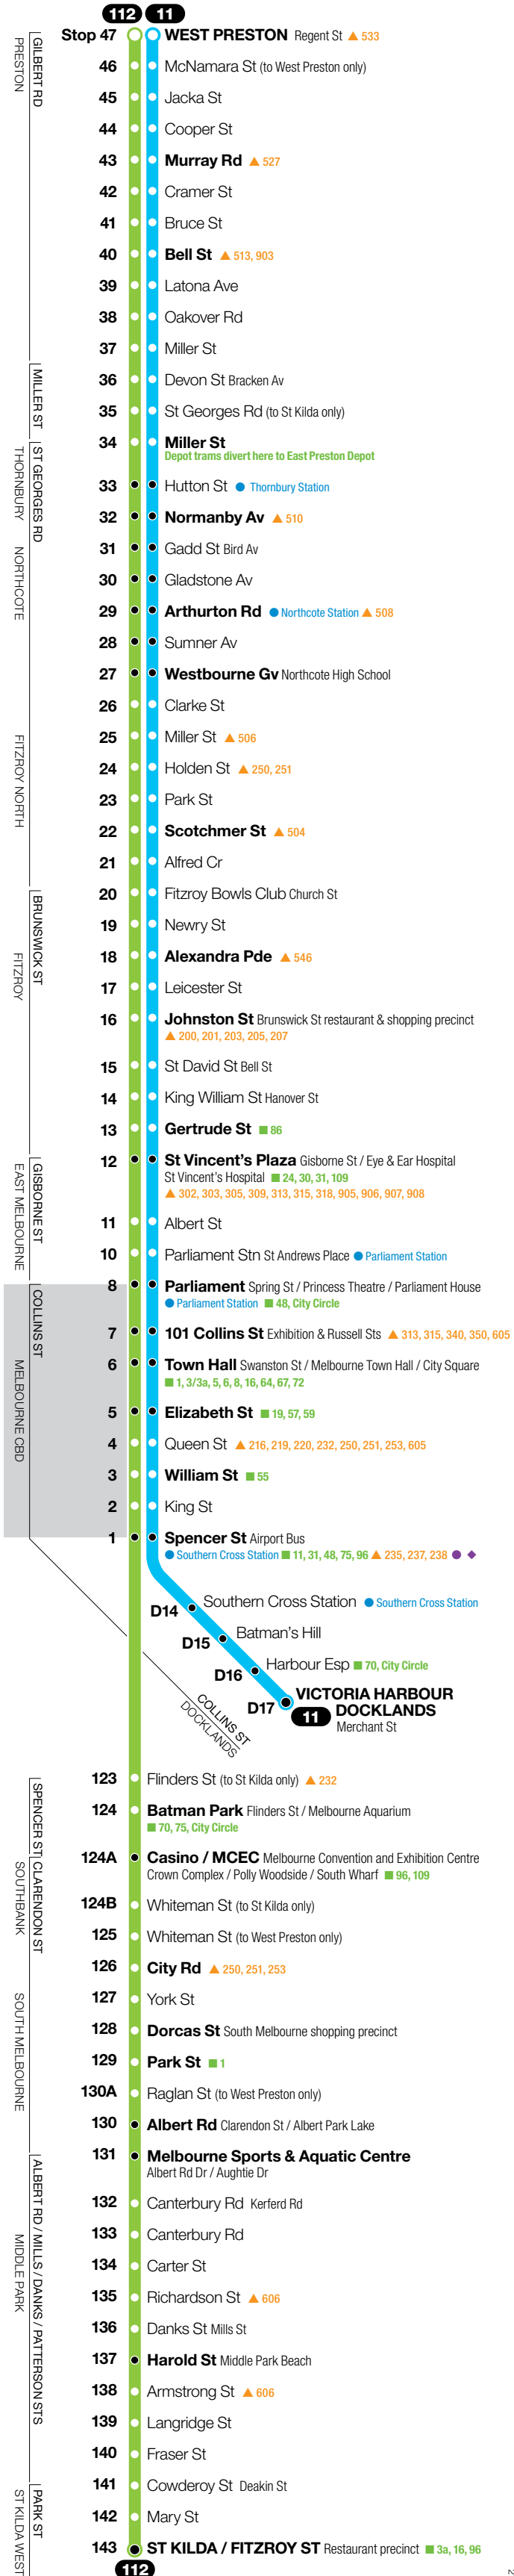 112 11
Stop 47 WEST PRESTON Regent St ▲ 533
46 McNamara St (to West Preston only)
45 Jacka St
44 Cooper St
43 Murray Rd ▲ 527
42 Cramer St
41 Bruce St
40 Bell St ▲ 513, 903
39 Latona Ave
38 Oakover Rd
37 Miller St
36 Devon St Bracken Av
35 St Georges Rd (to St Kilda only)
34 Miller St
Depot trams divert here to East Preston Depot
33 Hutton St ● Thornbury Station
32 Normanby Av ▲ 510
31 Gadd St Bird Av
30 Gladstone Av
29 Arthurton Rd ● Northcote Station ▲ 508
28 Sumner Av
27 Westbourne Gv Northcote High School
26 Clarke St
25 Miller St ▲ 506
24 Holden St ▲ 250, 251
23 Park St
22 Scotchmer St ▲ 504
21 Alfred Cr
20 Fitzroy Bowls Club Church St
19 Newry St
18 Alexandra Pde ▲ 546
17 Leicester St
16 Johnston St Brunswick St restaurant & shopping precinct
▲ 200, 201, 203, 205, 207
15 St David St Bell St
14 King William St Hanover St
13 Gertrude St ■ 86
12 St Vincent's Plaza Gisborne St / Eye & Ear Hospital
St Vincent's Hospital ■ 24, 30, 31, 109
▲ 302, 303, 305, 309, 313, 315, 318, 905, 906, 907, 908
11 Albert St
10 Parliament Stn St Andrews Place ● Parliament Station
8 Parliament Spring St / Princess Theatre / Parliament House
● Parliament Station ■ 48, City Circle
7 101 Collins St Exhibition & Russell Sts ▲ 313, 315, 340, 350, 605
6 Town Hall Swanston St / Melbourne Town Hall / City Square
■ 1, 3/3a, 5, 6, 8, 16, 64, 67, 72
5 Elizabeth St ■ 19, 57, 59
4 Queen St ▲ 216, 219, 220, 232, 250, 251, 253, 605
3 William St ■ 55
2 King St
1 Spencer St Airport Bus
● Southern Cross Station ■ 11, 31, 48, 75, 96 ▲ 235, 237, 238 ● ◆
D14 Southern Cross Station ● Southern Cross Station
D15 Batman's Hill
D16 Harbour Esp ■ 70, City Circle
D17 VICTORIA HARBOUR
11 DOCKLANDS
Merchant St
COLLINS ST
DOCKLANDS
123 Flinders St (to St Kilda only) ▲ 232
124 Batman Park Flinders St / Melbourne Aquarium
■ 70, 75, City Circle
124A Casino / MCEC Melbourne Convention and Exhibition Centre
Crown Complex / Polly Woodside / South Wharf ■ 96, 109
124B Whiteman St (to St Kilda only)
125 Whiteman St (to West Preston only)
126 City Rd ▲ 250, 251, 253
127 York St
128 Dorcas St South Melbourne shopping precinct
129 Park St ■ 1
130A Raglan St (to West Preston only)
130 Albert Rd Clarendon St / Albert Park Lake
131 Melbourne Sports & Aquatic Centre
Albert Rd Dr / Aughtie Dr
132 Canterbury Rd Kerferd Rd
133 Canterbury Rd
134 Carter St
135 Richardson St ▲ 606
136 Danks St Mills St
137 Harold St Middle Park Beach
138 Armstrong St ▲ 606
139 Langridge St
140 Fraser St
141 Cowderoy St Deakin St
142 Mary St
143 ST KILDA / FITZROY ST Restaurant precinct ■ 3a, 16, 96
112
GILBERT RD
PRESTON
MILLER ST
ST GEORGES RD
THORNBURY
NORTHCOTE
FITZROY NORTH
BRUNSWICK ST
FITZROY
GISBORNE ST
EAST MELBOURNE
COLLINS ST
MELBOURNE CBD
SPENCER ST
CLARENDON ST
SOUTHBANK
SOUTH MELBOURNE
ALBERT RD / MILLS / DANKS / PATTERSON STS
MIDDLE PARK
PARK ST
ST KILDA WEST